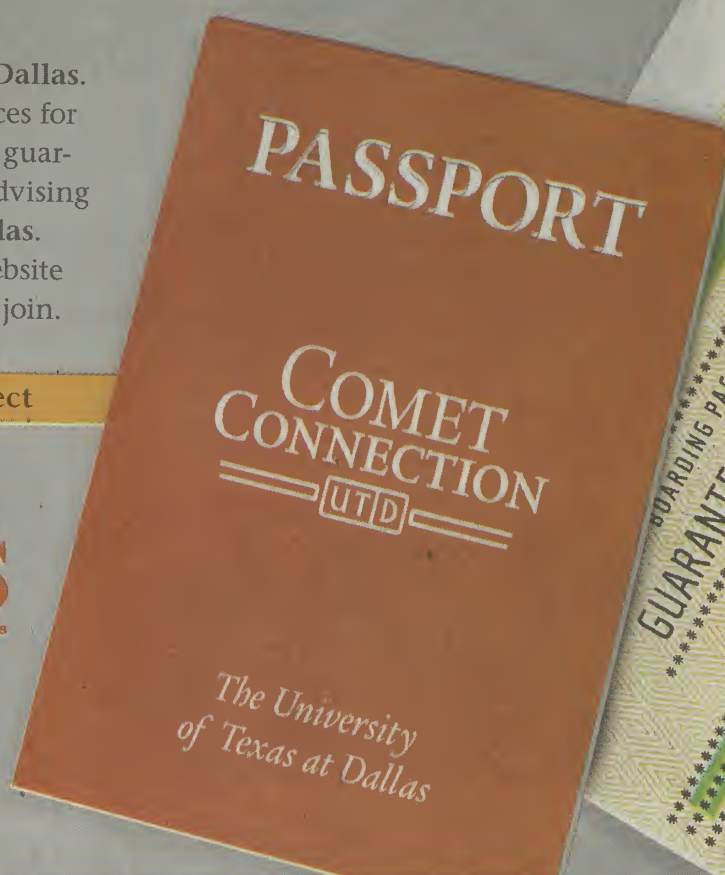 Dallas.
ces for
guar-
dvising
las.
ebsite
join.
ect
S
PASSPORT
COMET
CONNECTION
UTD
The University
of Texas at Dallas
BOARDING PAS
GUARANTE